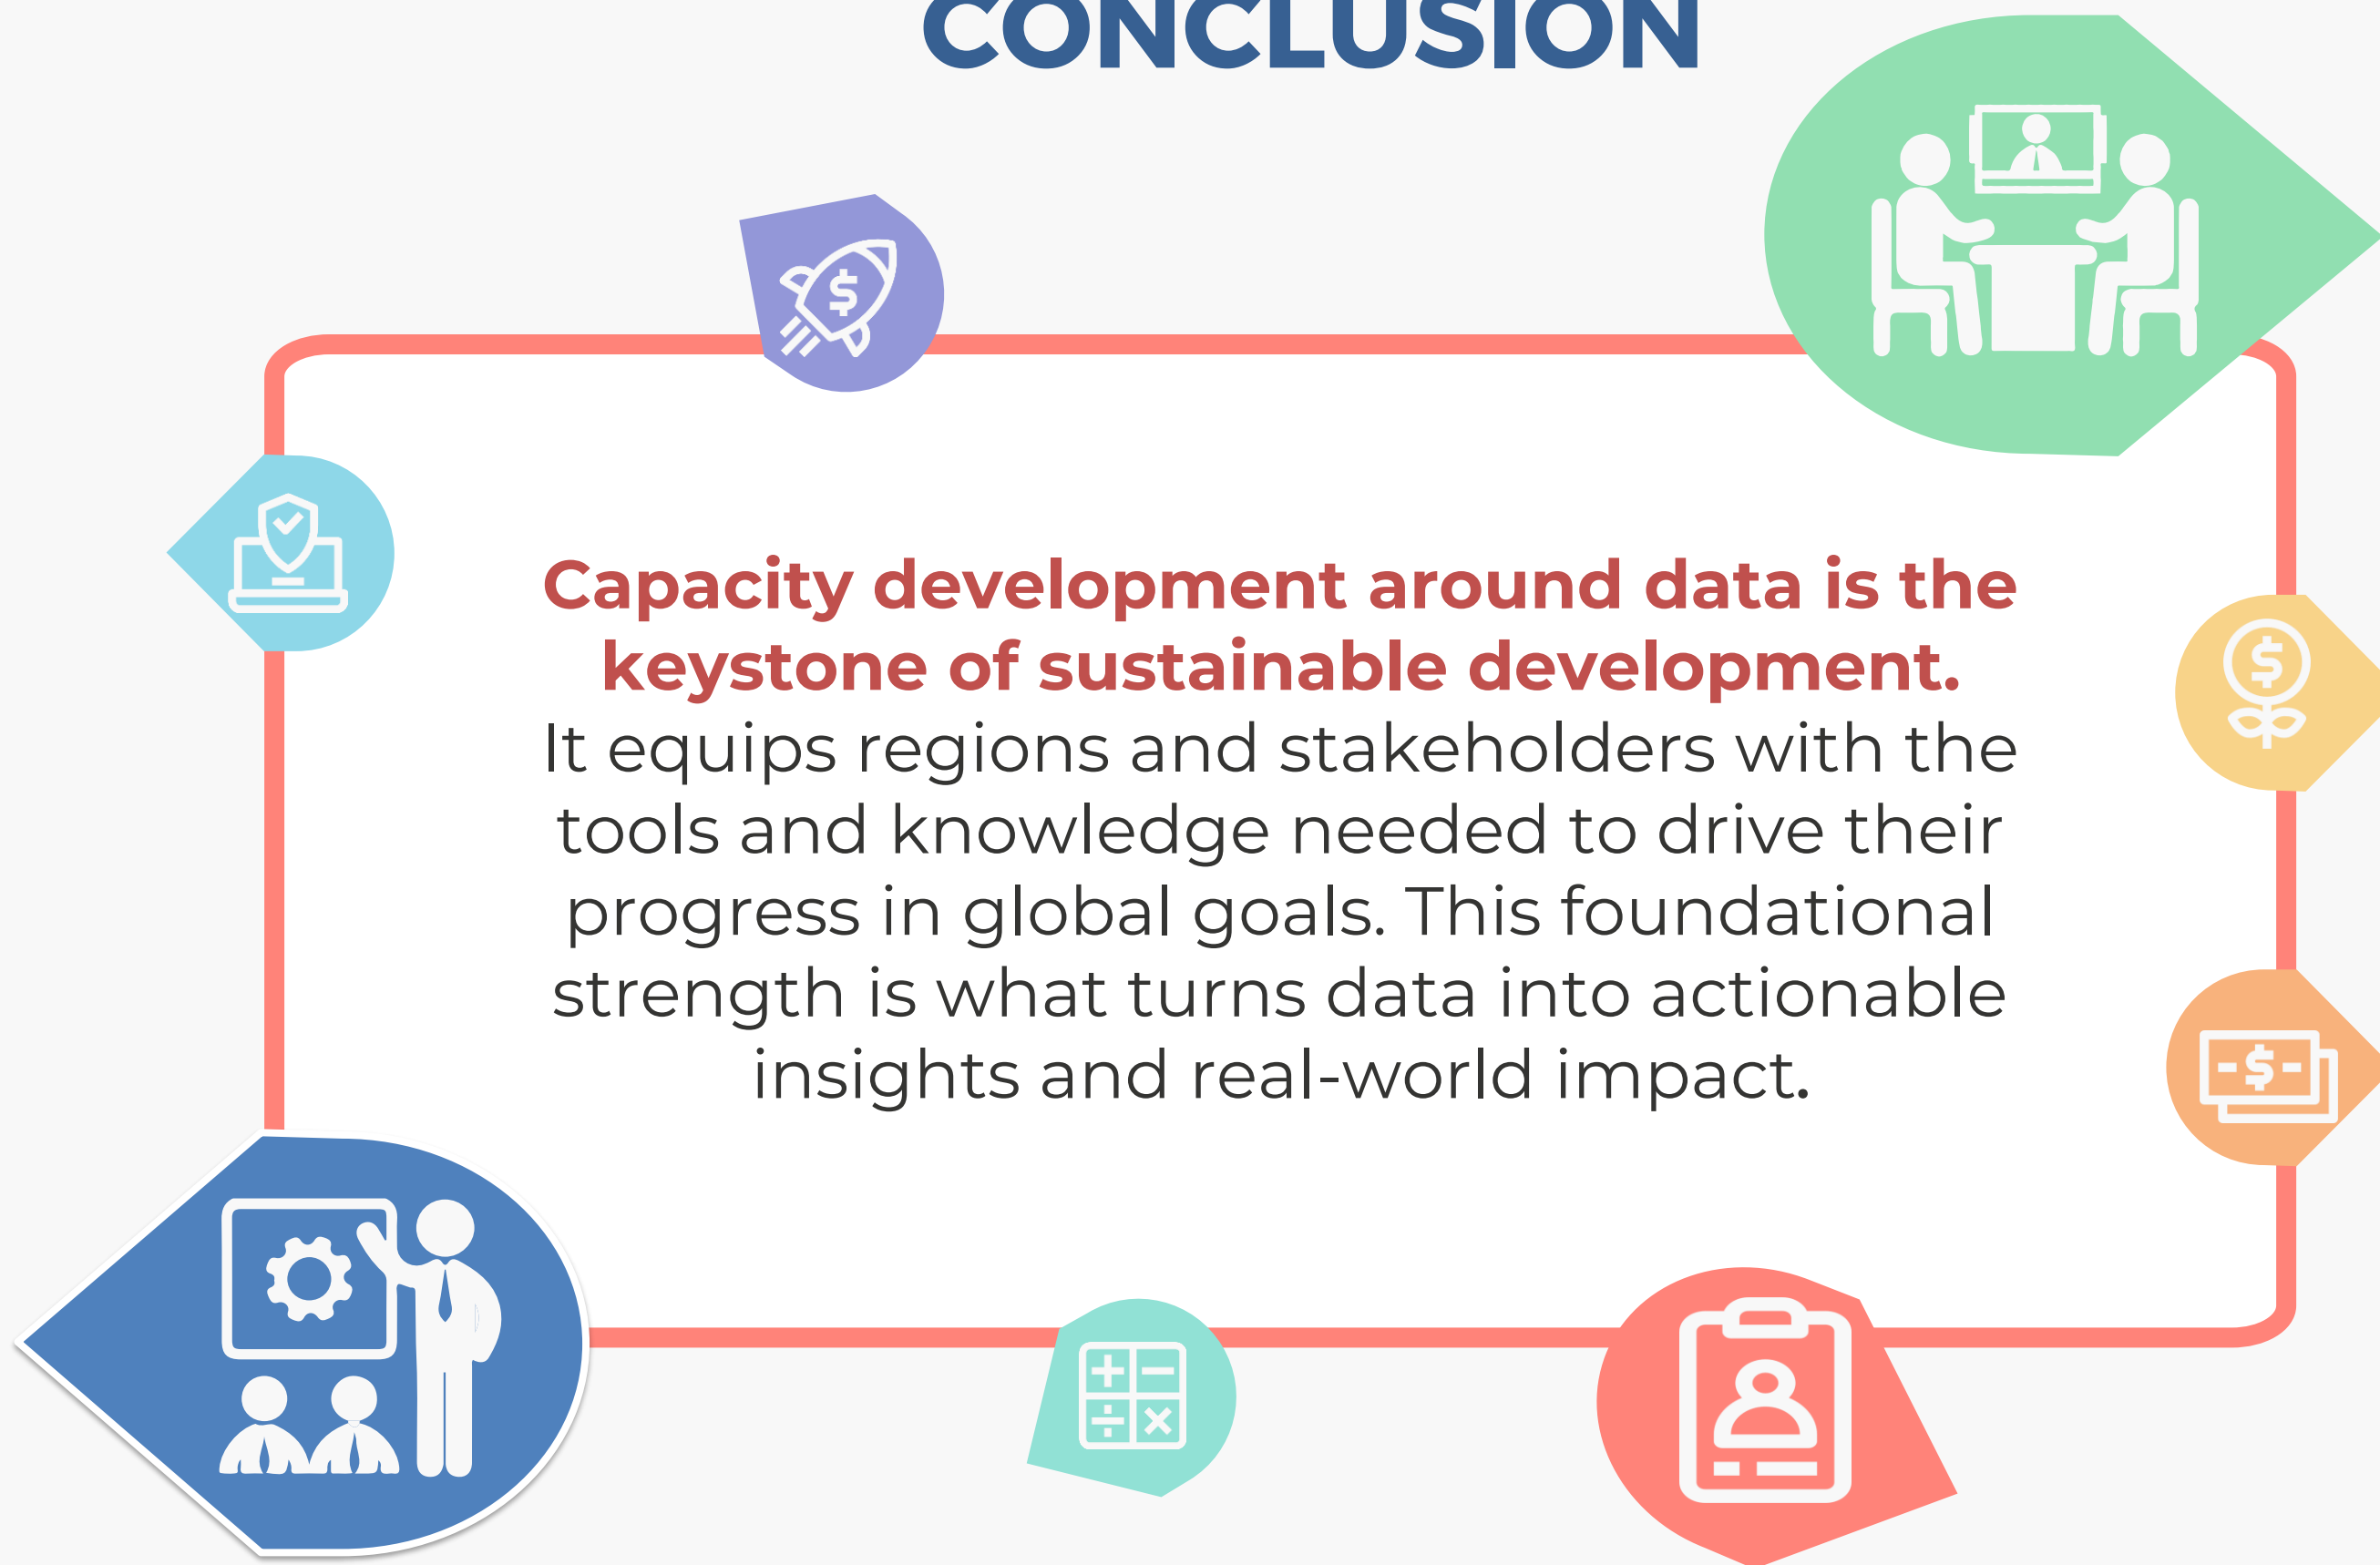 CONCLUSION
Capacity development around data is the
keystone of sustainable development.
It equips regions and stakeholders with the
tools and knowledge needed to drive their
progress in global goals. This foundational
strength is what turns data into actionable
insights and real-world impact.